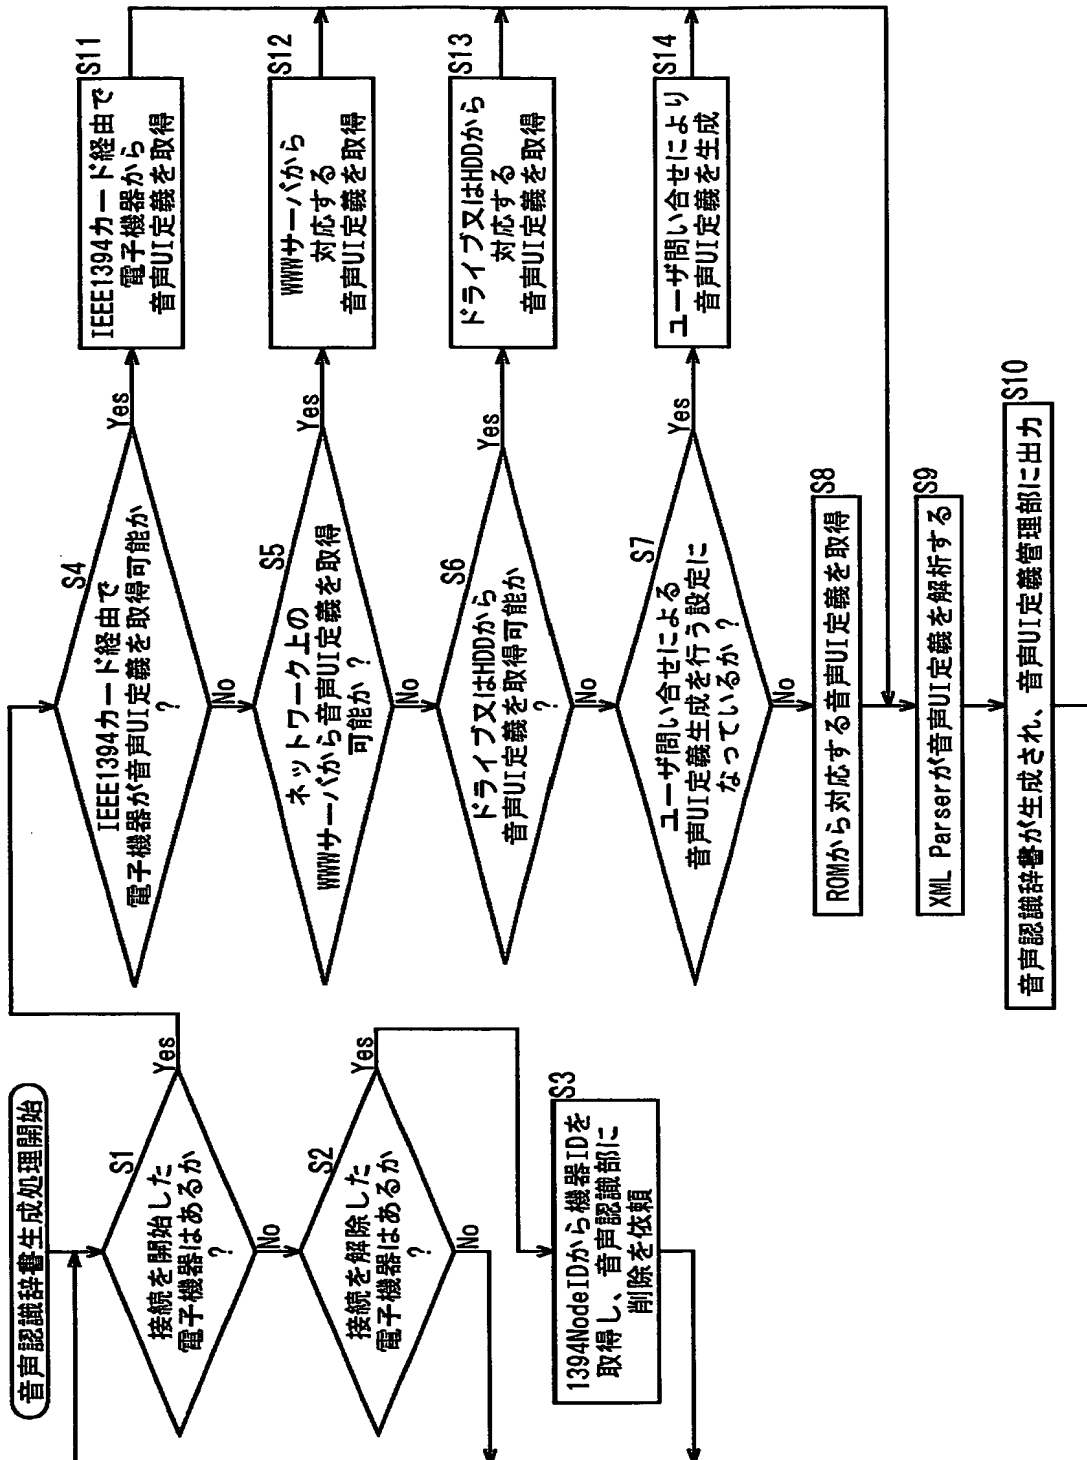 音声認識辞書生成処理開始
S1
接続を開始した
電子機器はあるか
?
Yes
No
S2
接続を解除した
電子機器はあるか
?
Yes
No
S3
1394NodeIDから機器IDを
取得し、音声認識部に
削除を依頼
S4
IEEE1394カード経由で
電子機器が音声UI定義を取得可能か
?
Yes
No
S5
ネットワーク上の
WWWサーバから音声UI定義を取得
可能か?
Yes
No
S6
ドライブ又はHDDから
音声UI定義を取得可能か
?
Yes
No
S7
ユーザ問い合せによる
音声UI定義生成を行う設定に
なっているか?
Yes
No
S8
ROMから対応する音声UI定義を取得
S9
XML Parserが音声UI定義を解析する
S10
音声認識辞書が生成され、音声UI定義管理部に出力
S11
IEEE1394カード経由で
電子機器から
音声UI定義を取得
S12
WWWサーバから
対応する
音声UI定義を取得
S13
ドライブ又はHDDから
対応する
音声UI定義を取得
S14
ユーザ問い合せにより
音声UI定義を生成